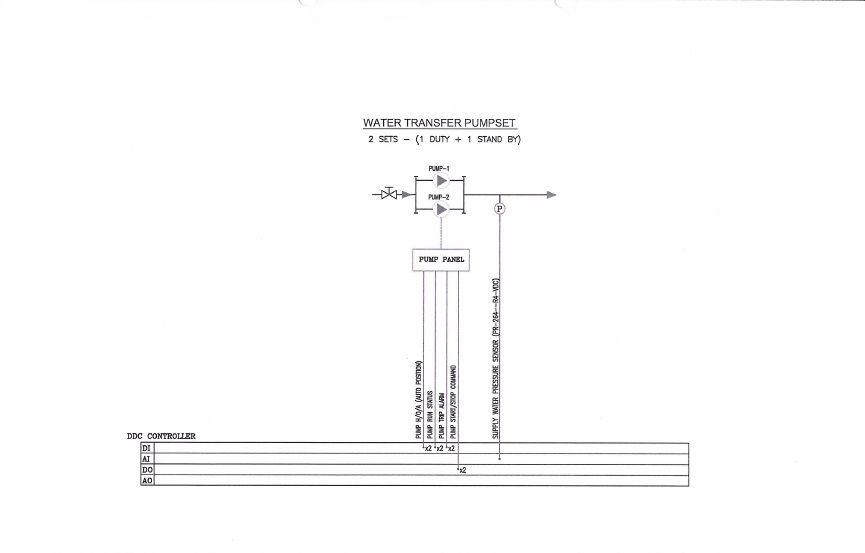 WATER TRANSFER PUMPSET
2 SETS - (1 DUTY + 1 STAND BY)
PUMP-1
PUMP-2
P
PUMP PANEL
PUMP H/O/A (AUTO POSITION)
PUMP RUN STATUS
PUMP TRIP ALARM
PUMP START/STOP COMMAND
SUPPLY WATER PRESSURE SENSOR (PR-264--R4-VDC)
DDC CONTROLLER
DI
x2 x2 x2
AI
DO
x2
AO